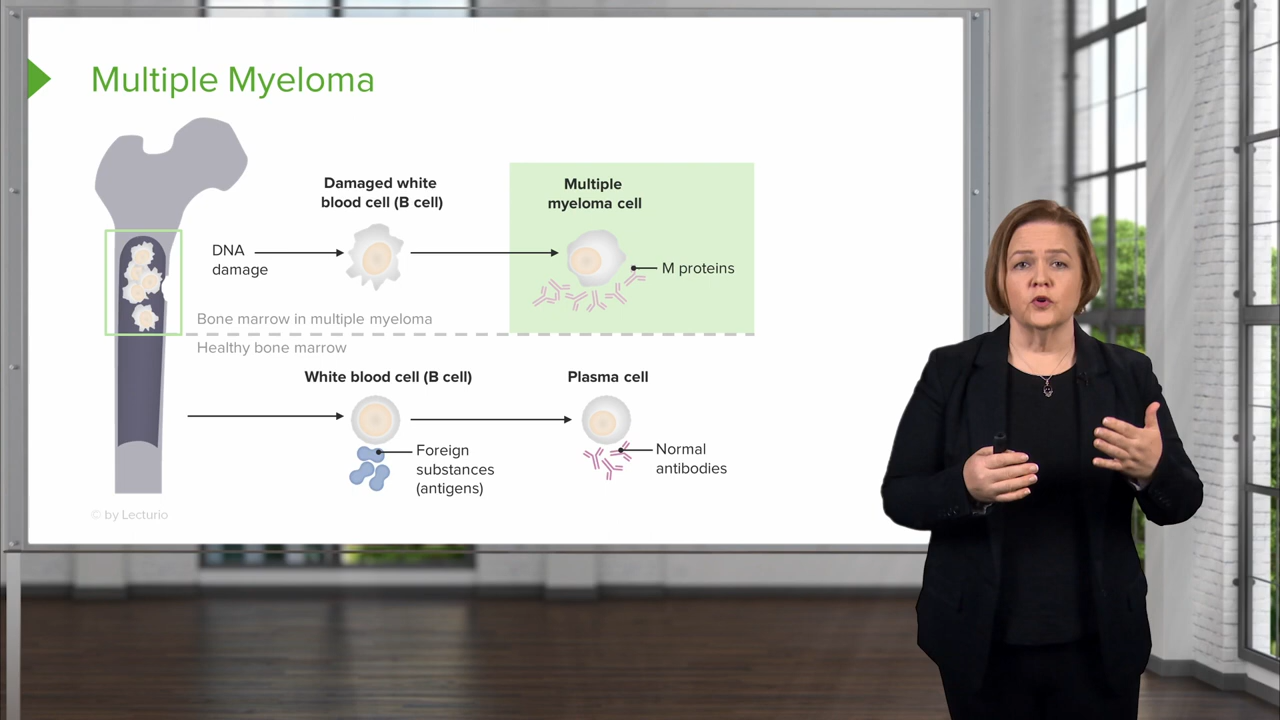 Multiple Myeloma
Damaged white
blood cell (B cell)
Multiple
myeloma cell
DNA
damage
M proteins
Bone marrow in multiple myeloma
Healthy bone marrow
White blood cell (B cell)
Plasma cell
Foreign
substances
(antigens)
Normal
antibodies
© by Lecturio